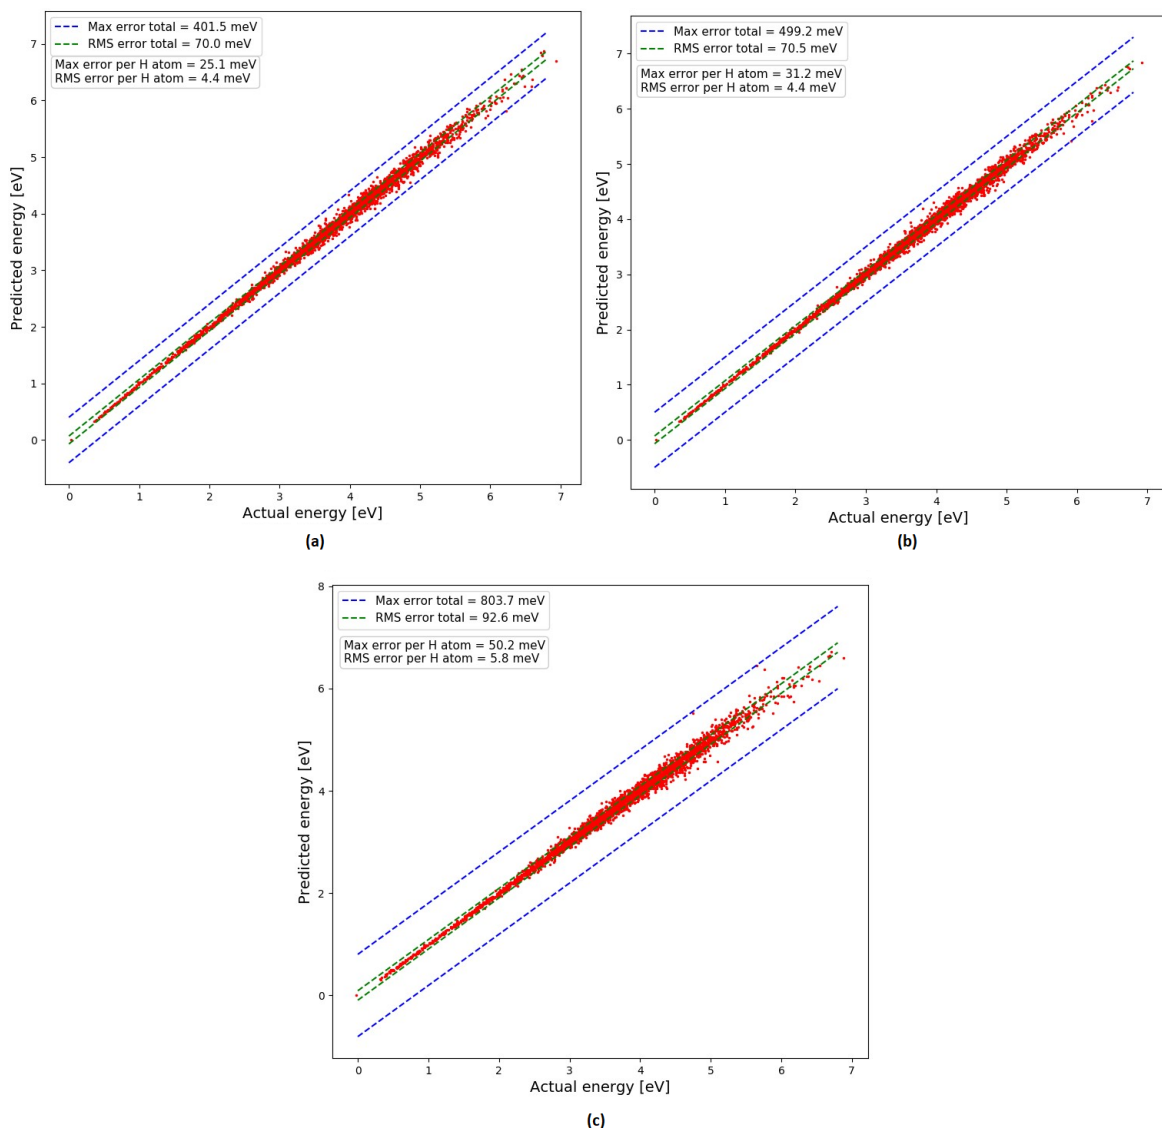 Max error total = 401.5 meV
RMS error total = 70.0 meV
Max error per H atom = 25.1 meV
RMS error per H atom = 4.4 meV
7
6
5
4
3
2
1
0
Predicted energy [eV]
0 1 2 3 4 5 6 7
Actual energy [eV]
(a)
Max error total = 499.2 meV
RMS error total = 70.5 meV
Max error per H atom = 31.2 meV
RMS error per H atom = 4.4 meV
7
6
5
4
3
2
1
0
Predicted energy [eV]
0 1 2 3 4 5 6 7
Actual energy [eV]
(b)
Max error total = 803.7 meV
RMS error total = 92.6 meV
Max error per H atom = 50.2 meV
RMS error per H atom = 5.8 meV
8
6
4
2
0
Predicted energy [eV]
0 1 2 3 4 5 6 7
Actual energy [eV]
(c)